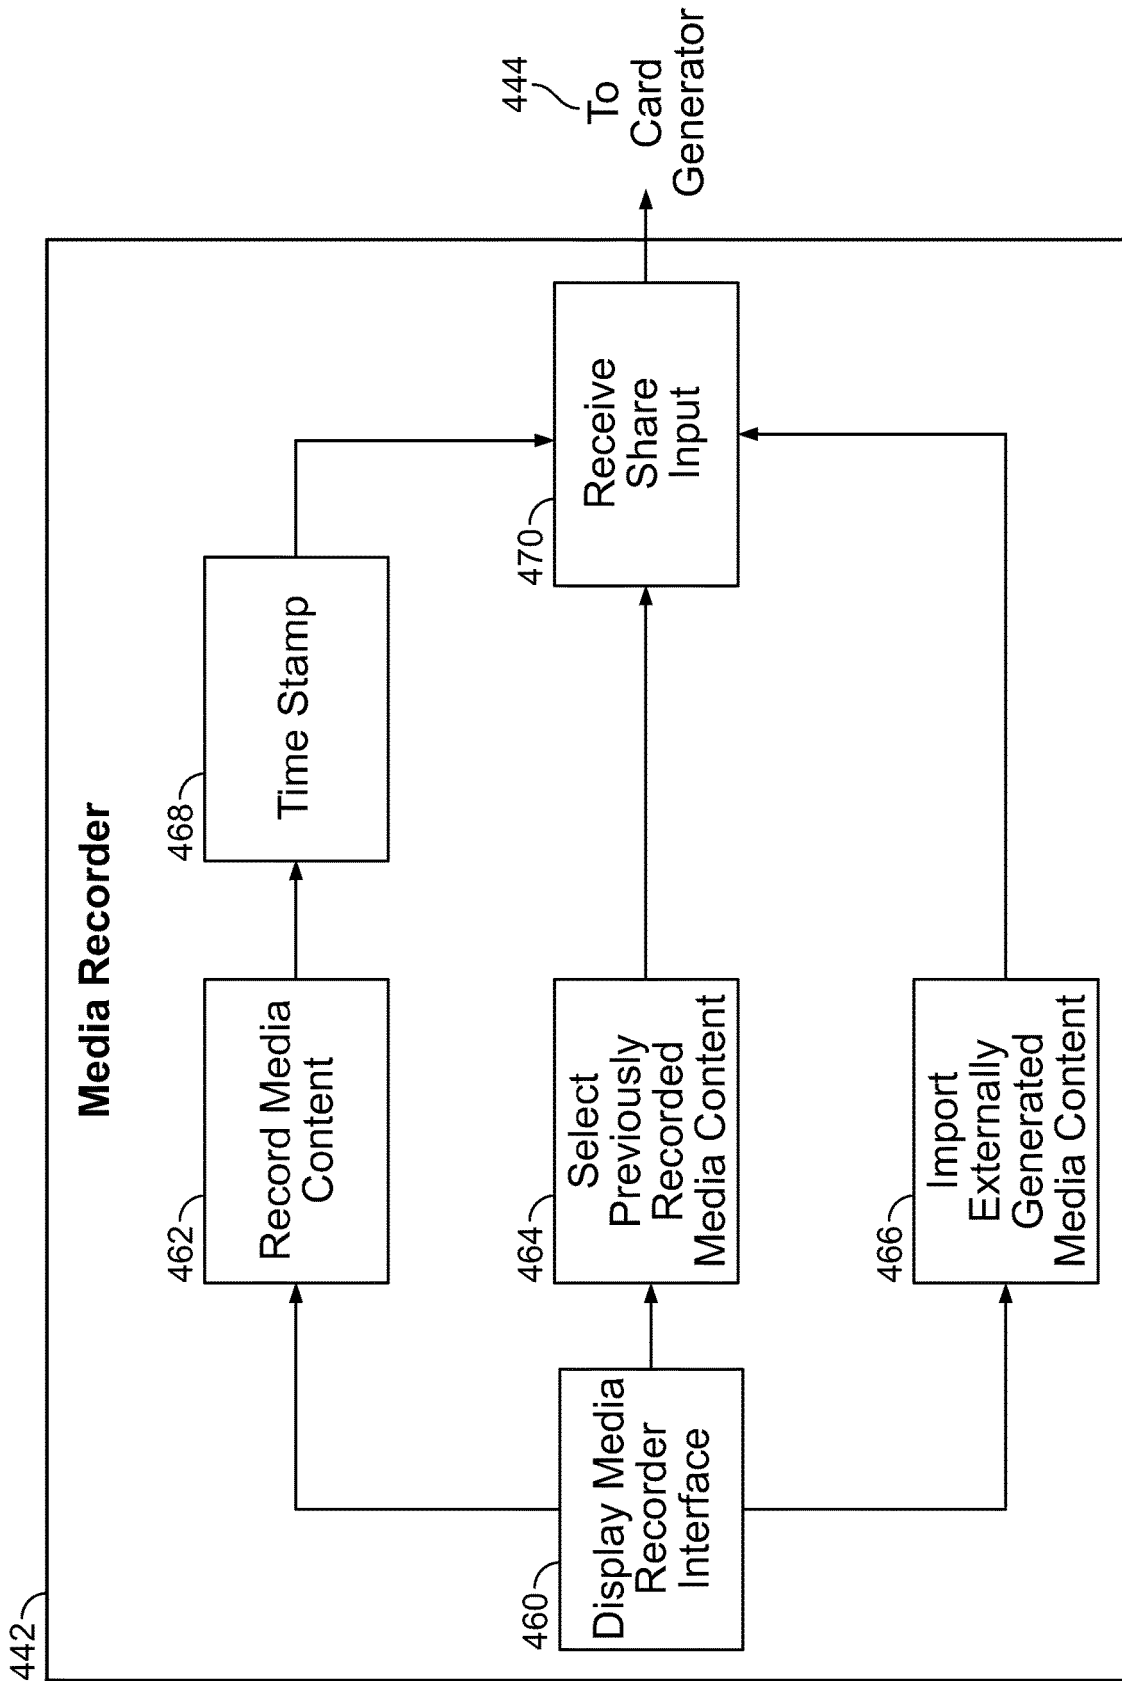 442
Media Recorder
460
Display Media
Recorder
Interface
462
Record Media
Content
468
Time Stamp
464
Select
Previously
Recorded
Media Content
466
Import
Externally
Generated
Media Content
470
Receive
Share
Input
444
To
Card
Generator